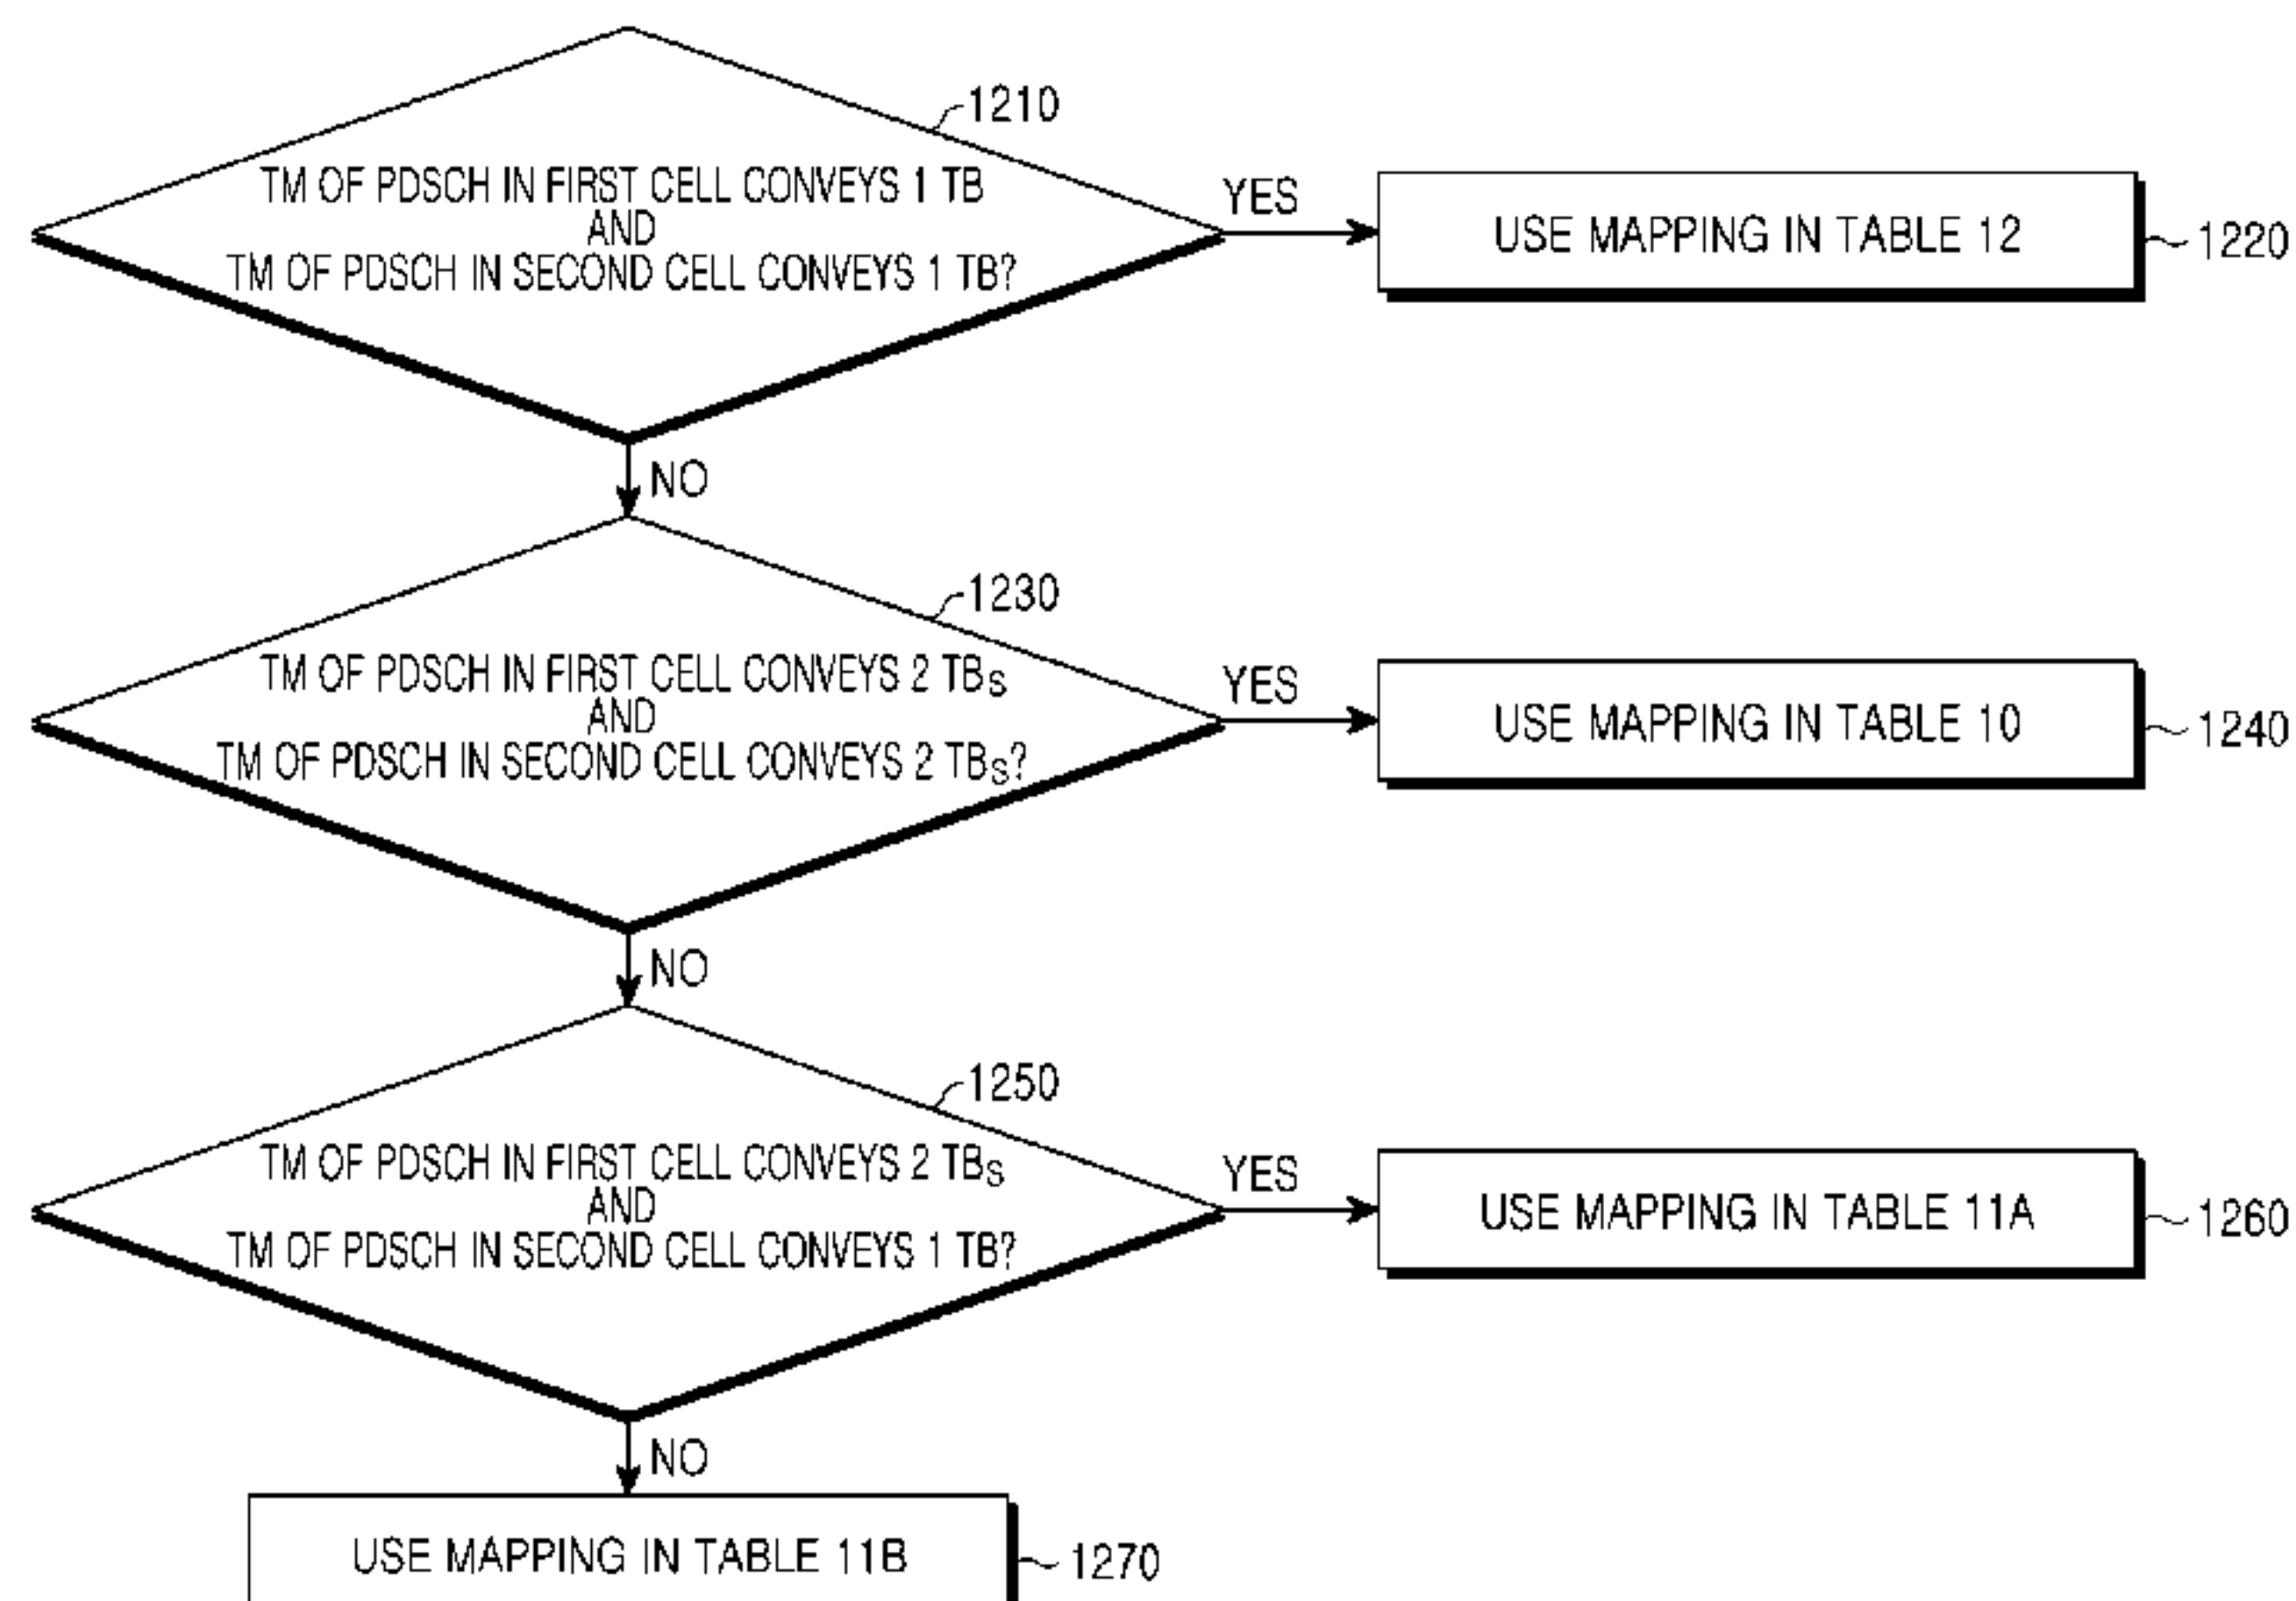 1210
TM OF PDSCH IN FIRST CELL CONVEYS 1 TB
AND
TM OF PDSCH IN SECOND CELL CONVEYS 1 TB?
YES
USE MAPPING IN TABLE 12
1220
NO
1230
TM OF PDSCH IN FIRST CELL CONVEYS 2 TBS
AND
TM OF PDSCH IN SECOND CELL CONVEYS 2 TBS?
YES
USE MAPPING IN TABLE 10
1240
NO
1250
TM OF PDSCH IN FIRST CELL CONVEYS 2 TBS
AND
TM OF PDSCH IN SECOND CELL CONVEYS 1 TB?
YES
USE MAPPING IN TABLE 11A
1260
NO
USE MAPPING IN TABLE 11B
1270